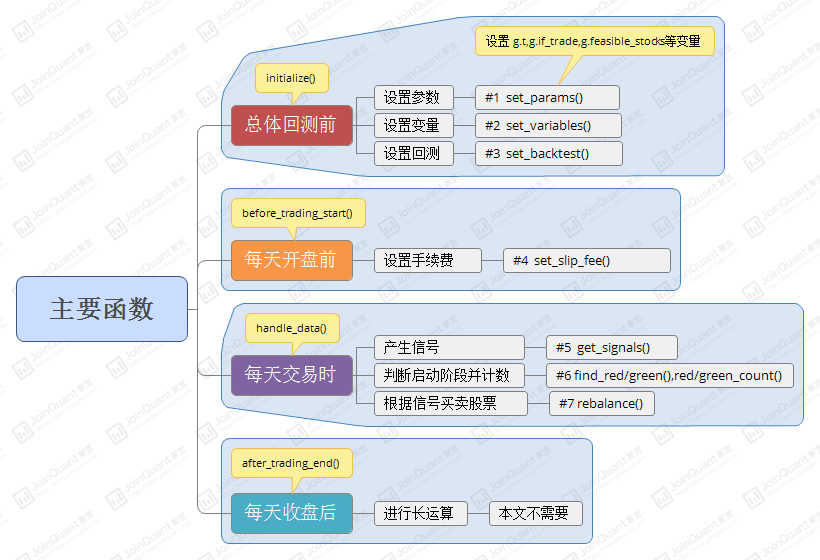 设置 g.t,g.if_trade,g.feasible_stocks等变量
initialize()
总体回测前
设置参数
#1 set_params()
设置变量
#2 set_variables()
设置回测
#3 set_backtest()
before_trading_start()
每天开盘前
设置手续费
#4 set_slip_fee()
主要函数
handle_data()
每天交易时
产生信号
#5 get_signals()
判断启动阶段并计数
#6 find_red/green(),red/green_count()
根据信号买卖股票
#7 rebalance()
after_trading_end()
每天收盘后
进行长运算
本文不需要
JoinQuant 聚宽